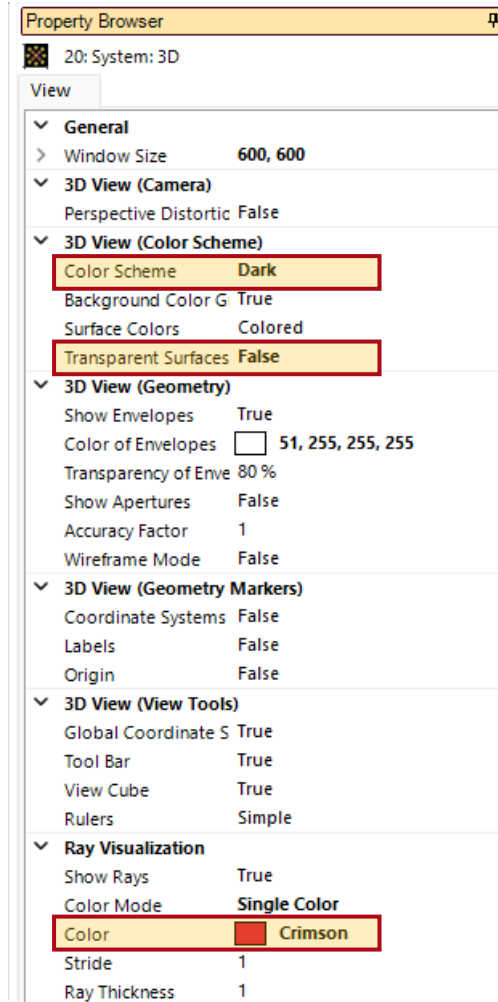 Property Browser
20: System: 3D
View
General
Window Size 600, 600
3D View (Camera)
Perspective Distortic False
3D View (Color Scheme)
Color Scheme Dark
Background Color G True
Surface Colors Colored
Transparent Surfaces False
3D View (Geometry)
Show Envelopes True
Color of Envelopes 51, 255, 255, 255
Transparency of Enve 80 %
Show Apertures False
Accuracy Factor 1
Wireframe Mode False
3D View (Geometry Markers)
Coordinate Systems False
Labels False
Origin False
3D View (View Tools)
Global Coordinate S True
Tool Bar True
View Cube True
Rulers Simple
Ray Visualization
Show Rays True
Color Mode Single Color
Color Crimson
Stride 1
Ray Thickness 1